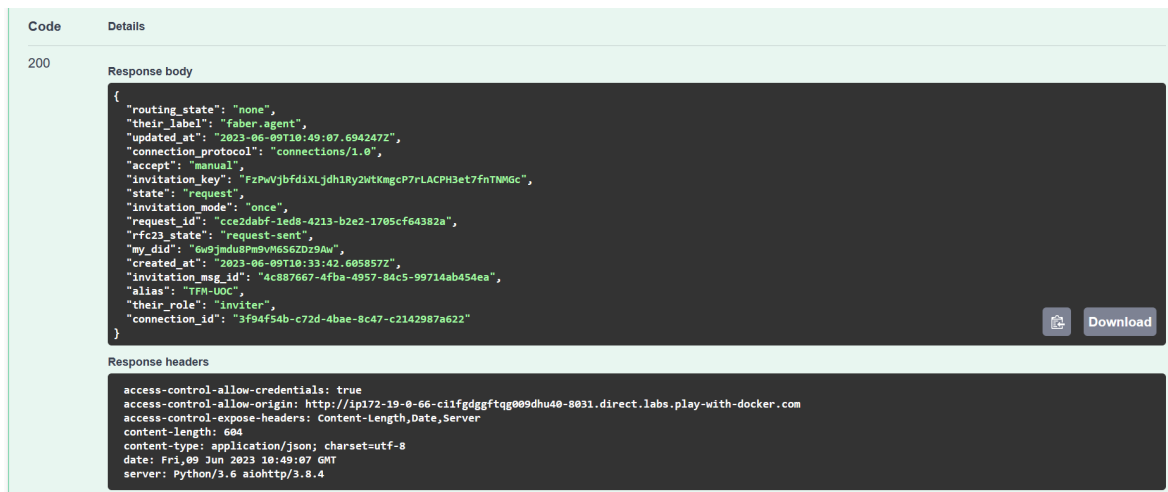 Code Details
200
Response body
{
"routing_state": "none",
"their_label": "faber.agent",
"updated_at": "2023-06-09T10:49:07.694247Z",
"connection_protocol": "connections/1.0",
"accept": "manual",
"invitation_key": "FzPwVjbfdiXLjdh1Ry2WtKmgcP7rLACPH3et7fnTNMGc",
"state": "request",
"invitation_mode": "once",
"request_id": "cce2dabf-1ed8-4213-b2e2-1705cf64382a",
"rfc23_state": "request-sent",
"my_did": "6w9jmdu8Pm9vM6S6ZDz9Aw",
"created_at": "2023-06-09T10:33:42.605857Z",
"invitation_msg_id": "4c887667-4fba-4957-84c5-99714ab454ea",
"alias": "TFM-UOC",
"their_role": "inviter",
"connection_id": "3f94f54b-c72d-4bae-8c47-c2142987a622"
}
Download
Response headers
access-control-allow-credentials: true
access-control-allow-origin: http://ip172-19-0-66-ci1fgdggftqg009dhu40-8031.direct.labs.play-with-docker.com
access-control-expose-headers: Content-Length,Date,Server
content-length: 604
content-type: application/json; charset=utf-8
date: Fri,09 Jun 2023 10:49:07 GMT
server: Python/3.6 aiohttp/3.8.4